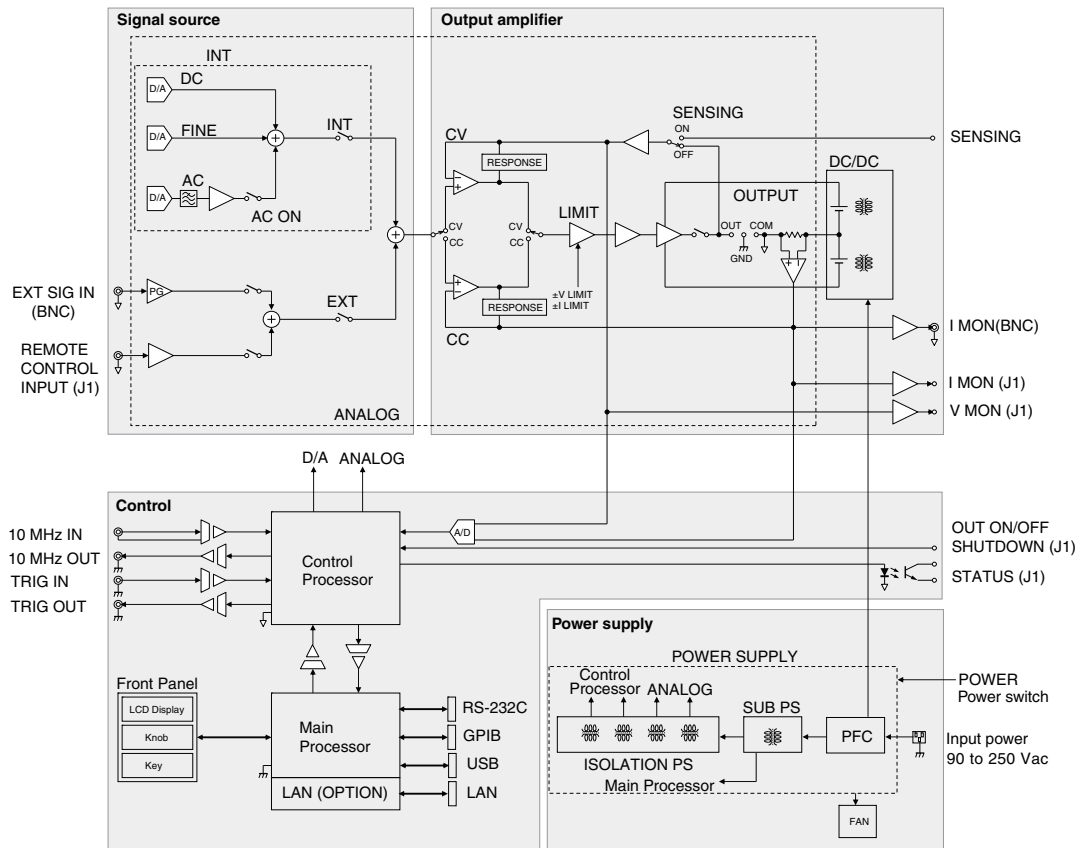 Signal source
Output amplifier
INT
D/A
DC
D/A
FINE
INT
D/A
AC
AC ON
EXT SIG IN
(BNC)
PG
EXT
REMOTE
CONTROL
INPUT (J1)
ANALOG
SENSING
ON
OFF
SENSING
CV
RESPONSE
DC/DC
OUTPUT
LIMIT
CV
CC
CV
CC
OUT
COM
GND
±V LIMIT
±I LIMIT
RESPONSE
CC
I MON(BNC)
I MON (J1)
V MON (J1)
D/A
ANALOG
Control
10 MHz IN
10 MHz OUT
TRIG IN
TRIG OUT
Control
Processor
A/D
OUT ON/OFF
SHUTDOWN (J1)
STATUS (J1)
Front Panel
LCD Display
Knob
Key
Main
Processor
LAN (OPTION)
RS-232C
GPIB
USB
LAN
Power supply
POWER SUPPLY
Control
Processor
ANALOG
SUB PS
PFC
ISOLATION PS
Main Processor
FAN
POWER
Power switch
Input power
90 to 250 Vac